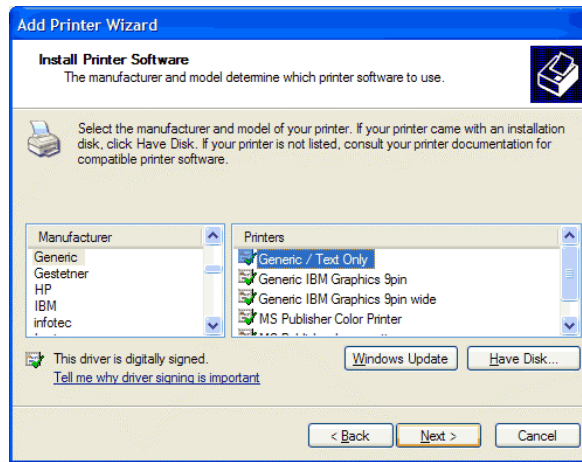 Add Printer Wizard
Install Printer Software
The manufacturer and model determine which printer software to use.
Select the manufacturer and model of your printer. If your printer came with an installation
disk, click Have Disk. If your printer is not listed, consult your printer documentation for
compatible printer software.
Manufacturer
Generic
Gestetner
HP
IBM
infotec
Printers
Generic / Text Only
Generic IBM Graphics 9pin
Generic IBM Graphics 9pin wide
MS Publisher Color Printer
This driver is digitally signed.
Tell me why driver signing is important
Windows Update
Have Disk...
< Back
Next >
Cancel